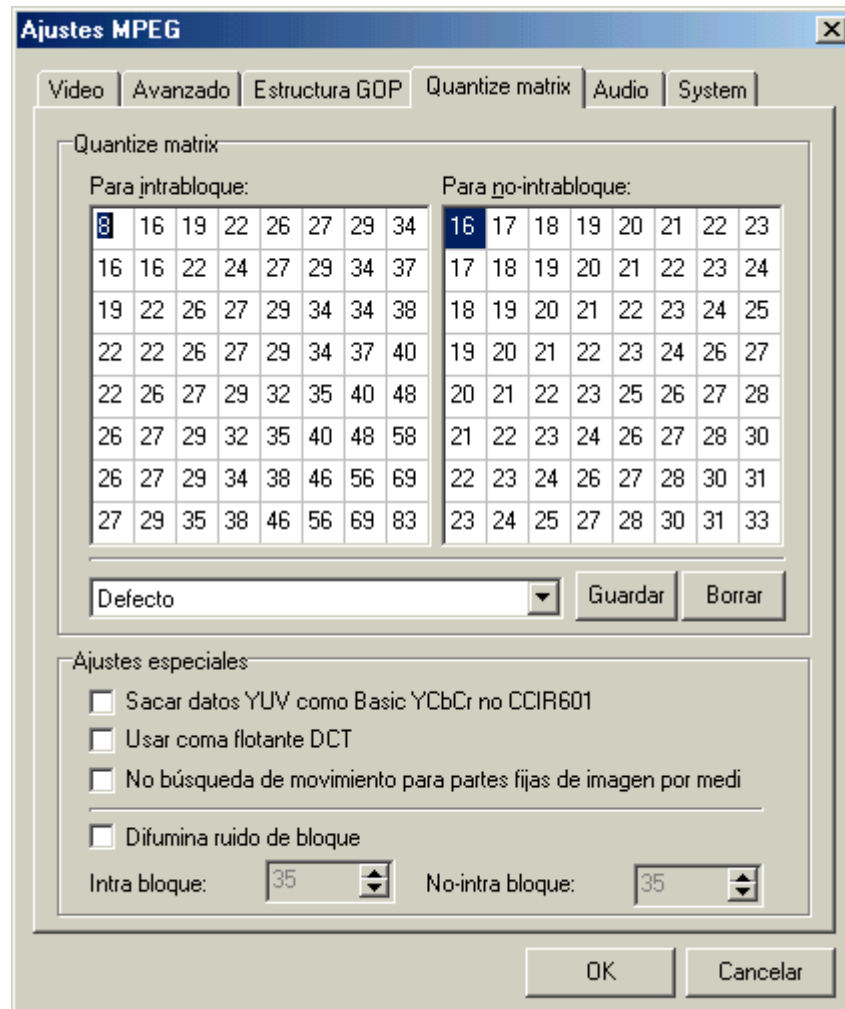 Ajustes MPEG
Video Avanzado Estructura GOP Quantize matrix Audio System
Quantize matrix
Para intrabloque: Para no-intrabloque:
8 16 19 22 26 27 29 34 16 17 18 19 20 21 22 23
16 16 22 24 27 29 34 37 17 18 19 20 21 22 23 24
19 22 26 27 29 34 34 38 18 19 20 21 22 23 24 25
22 22 26 27 29 34 37 40 19 20 21 22 23 24 26 27
22 26 27 29 32 35 40 48 20 21 22 23 25 26 27 28
26 27 29 32 35 40 48 58 21 22 23 24 26 27 28 30
26 27 29 34 38 46 56 69 22 23 24 26 27 28 30 31
27 29 35 38 46 56 69 83 23 24 25 27 28 30 31 33
Defecto Guardar Borrar
Ajustes especiales
Sacar datos YUV como Basic YCbCr no CCIR601
Usar coma flotante DCT
No búsqueda de movimiento para partes fijas de imagen por medi
Difumina ruido de bloque
Intra bloque: 35 No-intra bloque: 35
OK Cancelar